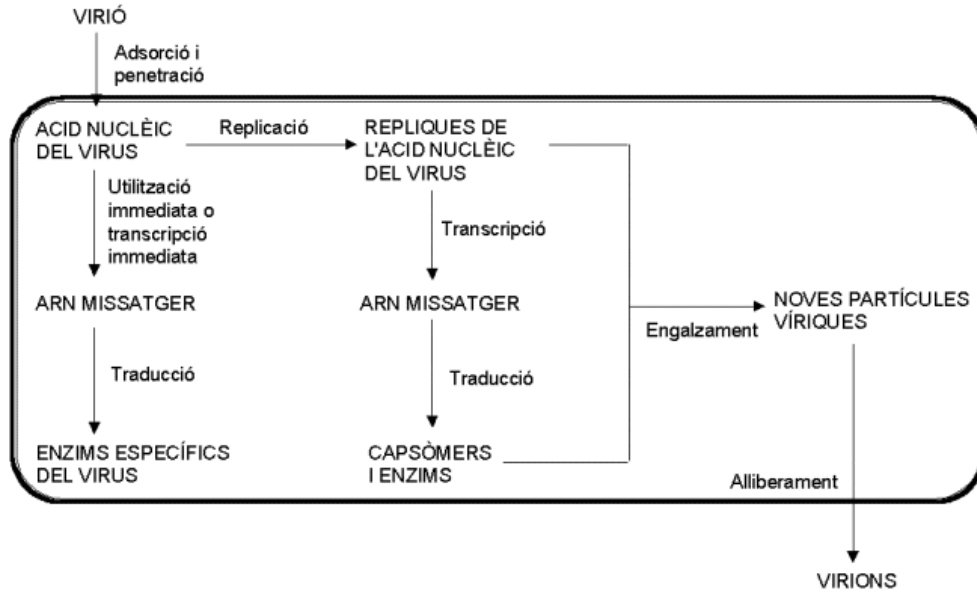 VIRIÓ
Adsorció i
penetració
ACID NUCLÈIC
DEL VIRUS
Replicació
REPLIQUES DE
L'ACID NUCLÈIC
DEL VIRUS
Utilització
immediata o
transcripció
immediata
Transcripció
ARN MISSATGER
ARN MISSATGER
Engalzament
NOVES PARTÍCULES
VÍRIQUES
Traducció
Traducció
ENZIMS ESPECÍFICS
DEL VIRUS
CAPSÒMERS
I ENZIMS
Alliberament
VIRIONS